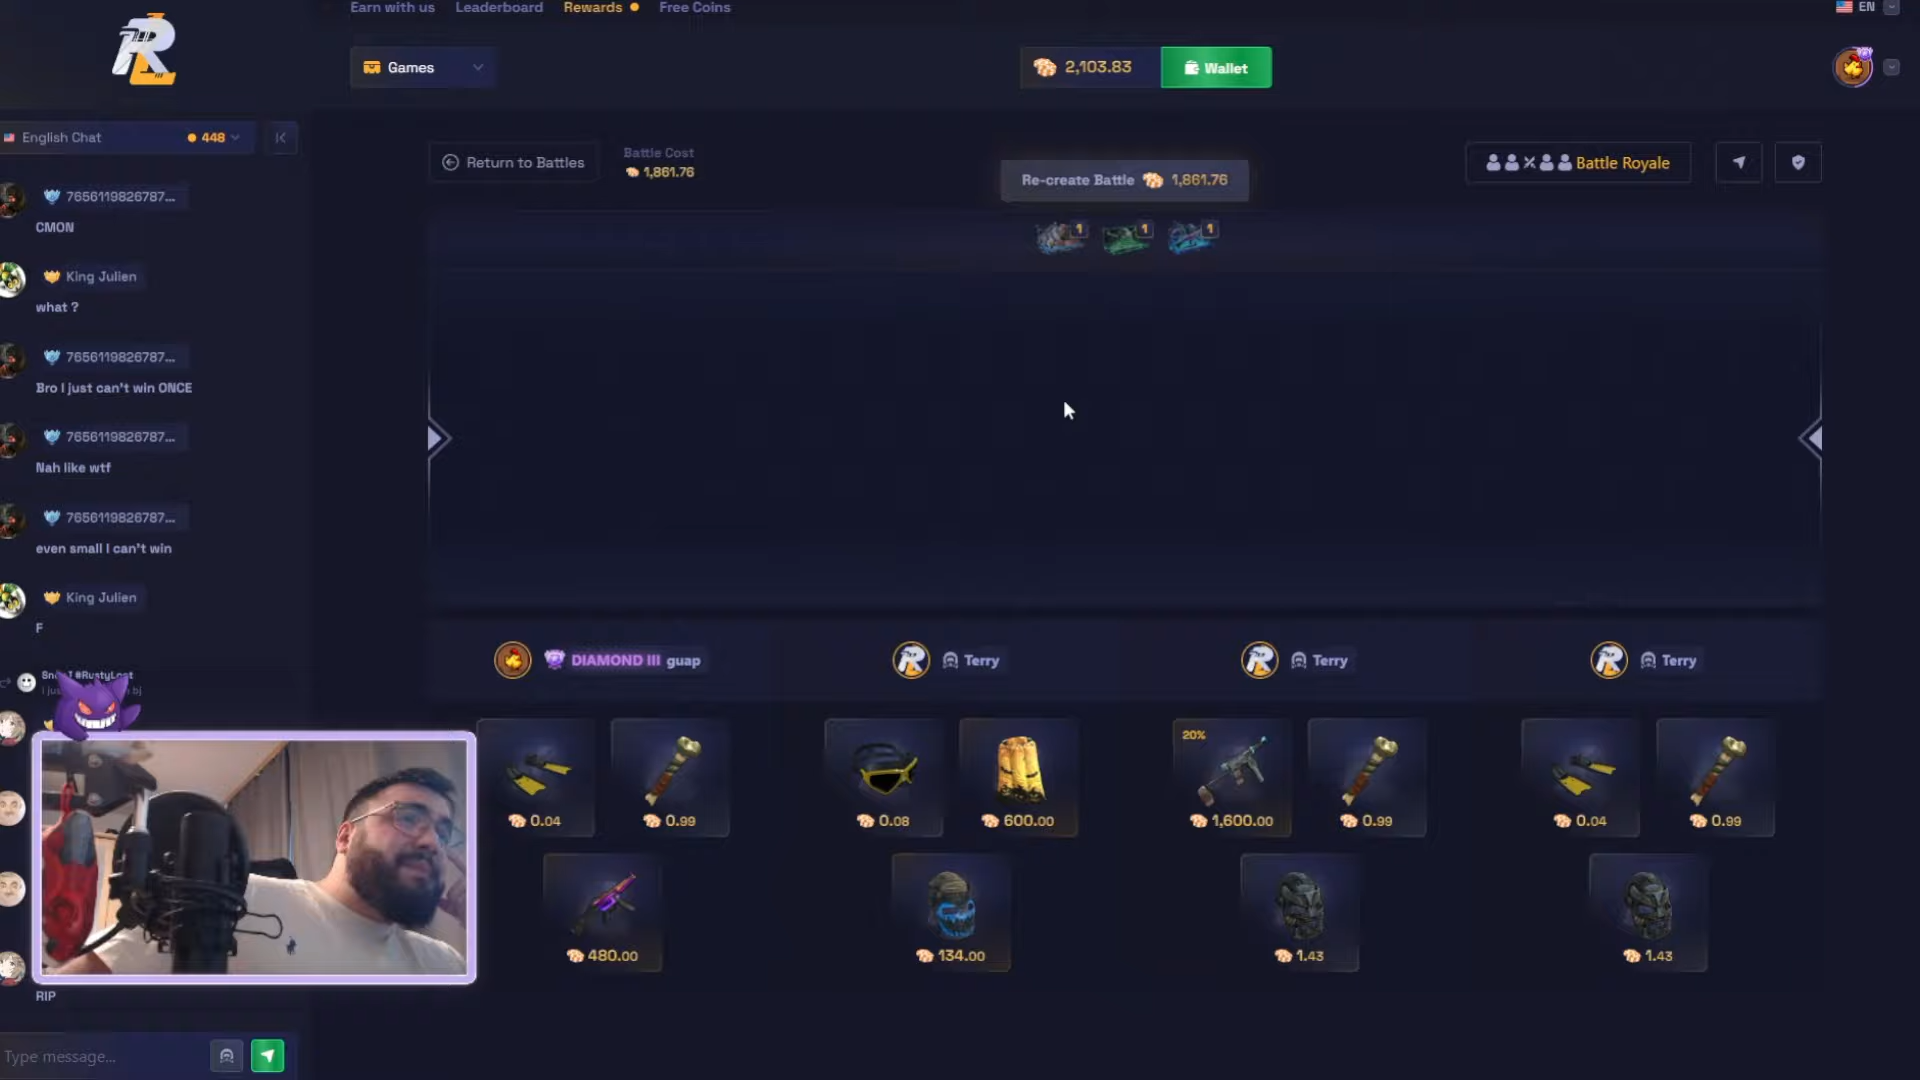 Earn with us
Leaderboard
Rewards
Free Coins
EN
Games
2,103.83
Wallet
English Chat
448
Return to Battles
Battle Cost
1,861.76
Re-create Battle 1,861.76
Battle Royale
1
1
1
7656119826787...
CMON
King Julien
what ?
7656119826787...
Bro I just can't win ONCE
7656119826787...
Nah like wtf
7656119826787...
even small I can't win
King Julien
F
RIP
Type message...
DIAMOND III guap
Terry
Terry
Terry
0.04
0.99
0.08
600.00
20%
1,600.00
0.99
0.04
0.99
480.00
134.00
1.43
1.43